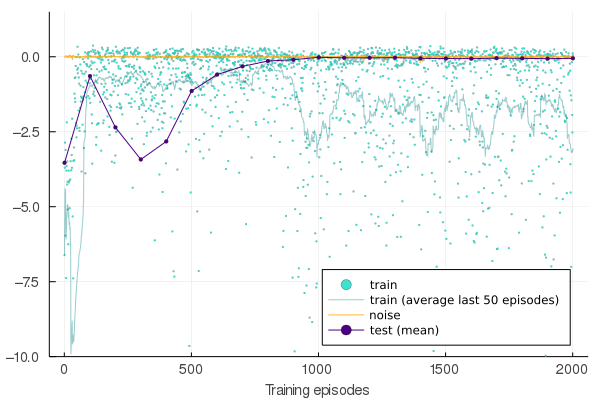 0.0
−2.5
−5.0
−7.5
−10.0
0
500
1000
1500
2000
Training episodes
train
train (average last 50 episodes)
noise
test (mean)